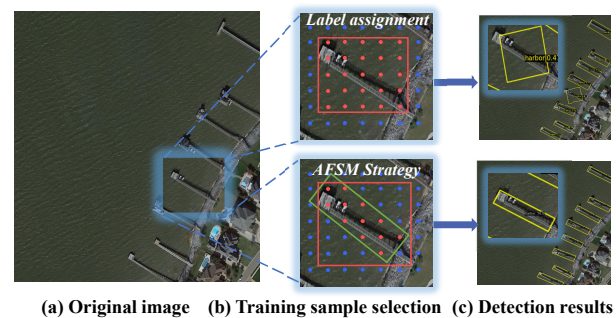 Label assignment
harbor 0.4
AFSM Strategy
(a) Original image (b) Training sample selection (c) Detection results